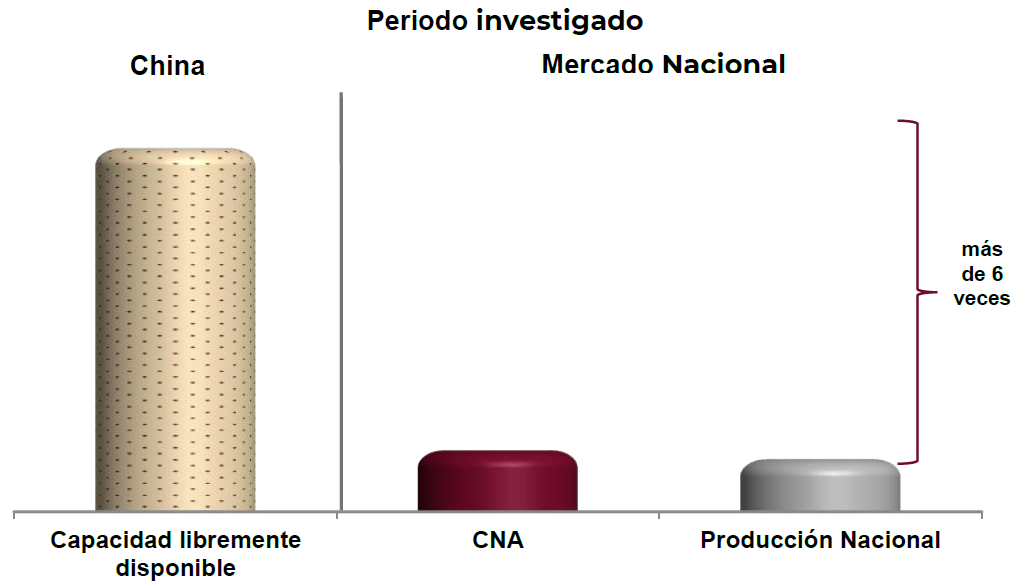 Periodo investigado
China
Mercado Nacional
más
de 6
veces
Capacidad libremente
disponible
CNA
Producción Nacional